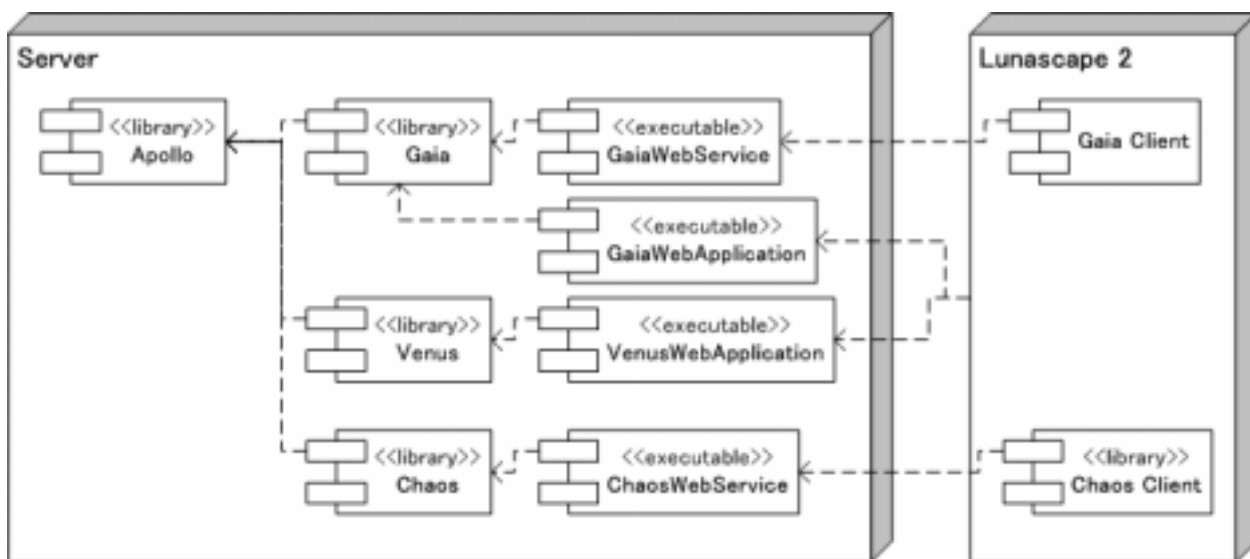 Server
Lunascape 2
<<library>>
Apollo
<<library>>
Gaia
<<executable>>
GaiaWebService
Gaia Client
<<executable>>
GaiaWebApplication
<<library>>
Venus
<<executable>>
VenusWebApplication
<<library>>
Chaos
<<executable>>
ChaosWebService
<<library>>
Chaos Client